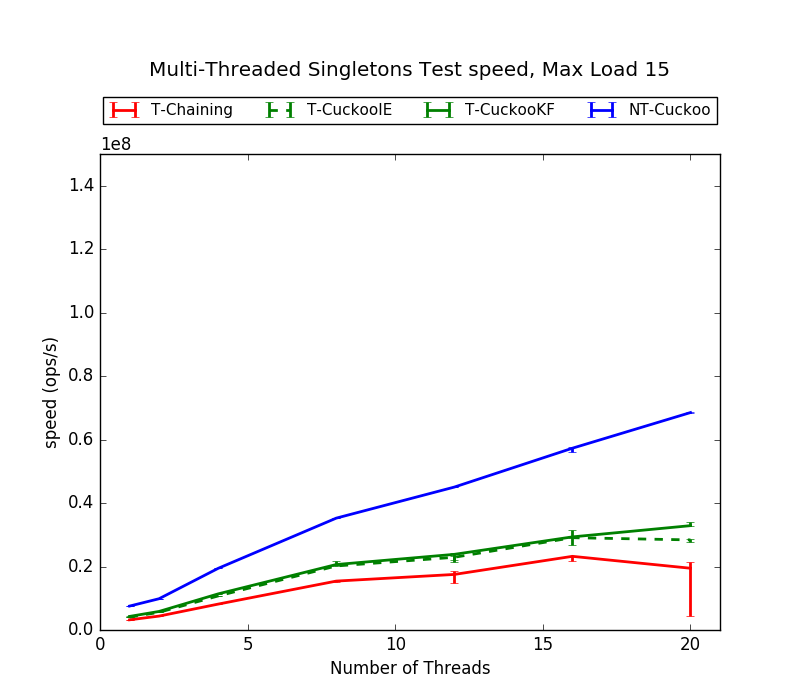 Multi-Threaded Singletons Test speed, Max Load 15
T-Chaining T-CuckooIE T-CuckooKF NT-Cuckoo
1e8
1.4
1.2
1.0
0.8
0.6
0.4
0.2
0.0
speed (ops/s)
0 5 10 15 20
Number of Threads